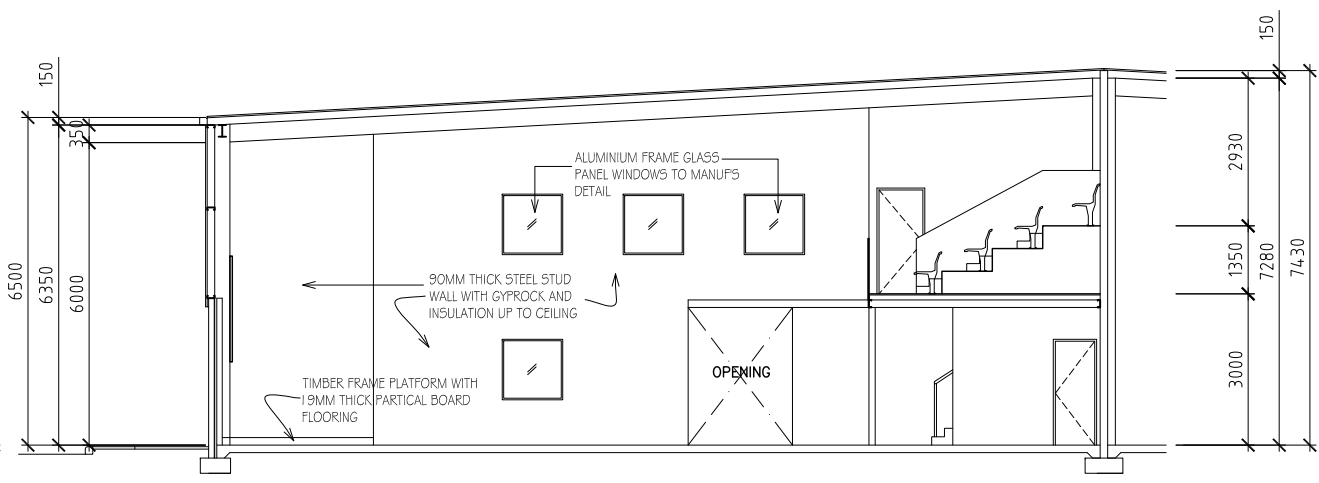 150
150
350
6500
6350
6000
ALUMINIUM FRAME GLASS
PANEL WINDOWS TO MANUF'S
DETAIL
90MM THICK STEEL STUD
WALL WITH GYPROCK AND
INSULATION UP TO CEILING
OPENING
TIMBER FRAME PLATFORM WITH
19MM THICK PARTICAL BOARD
FLOORING
2930
1350
7280
7430
3000